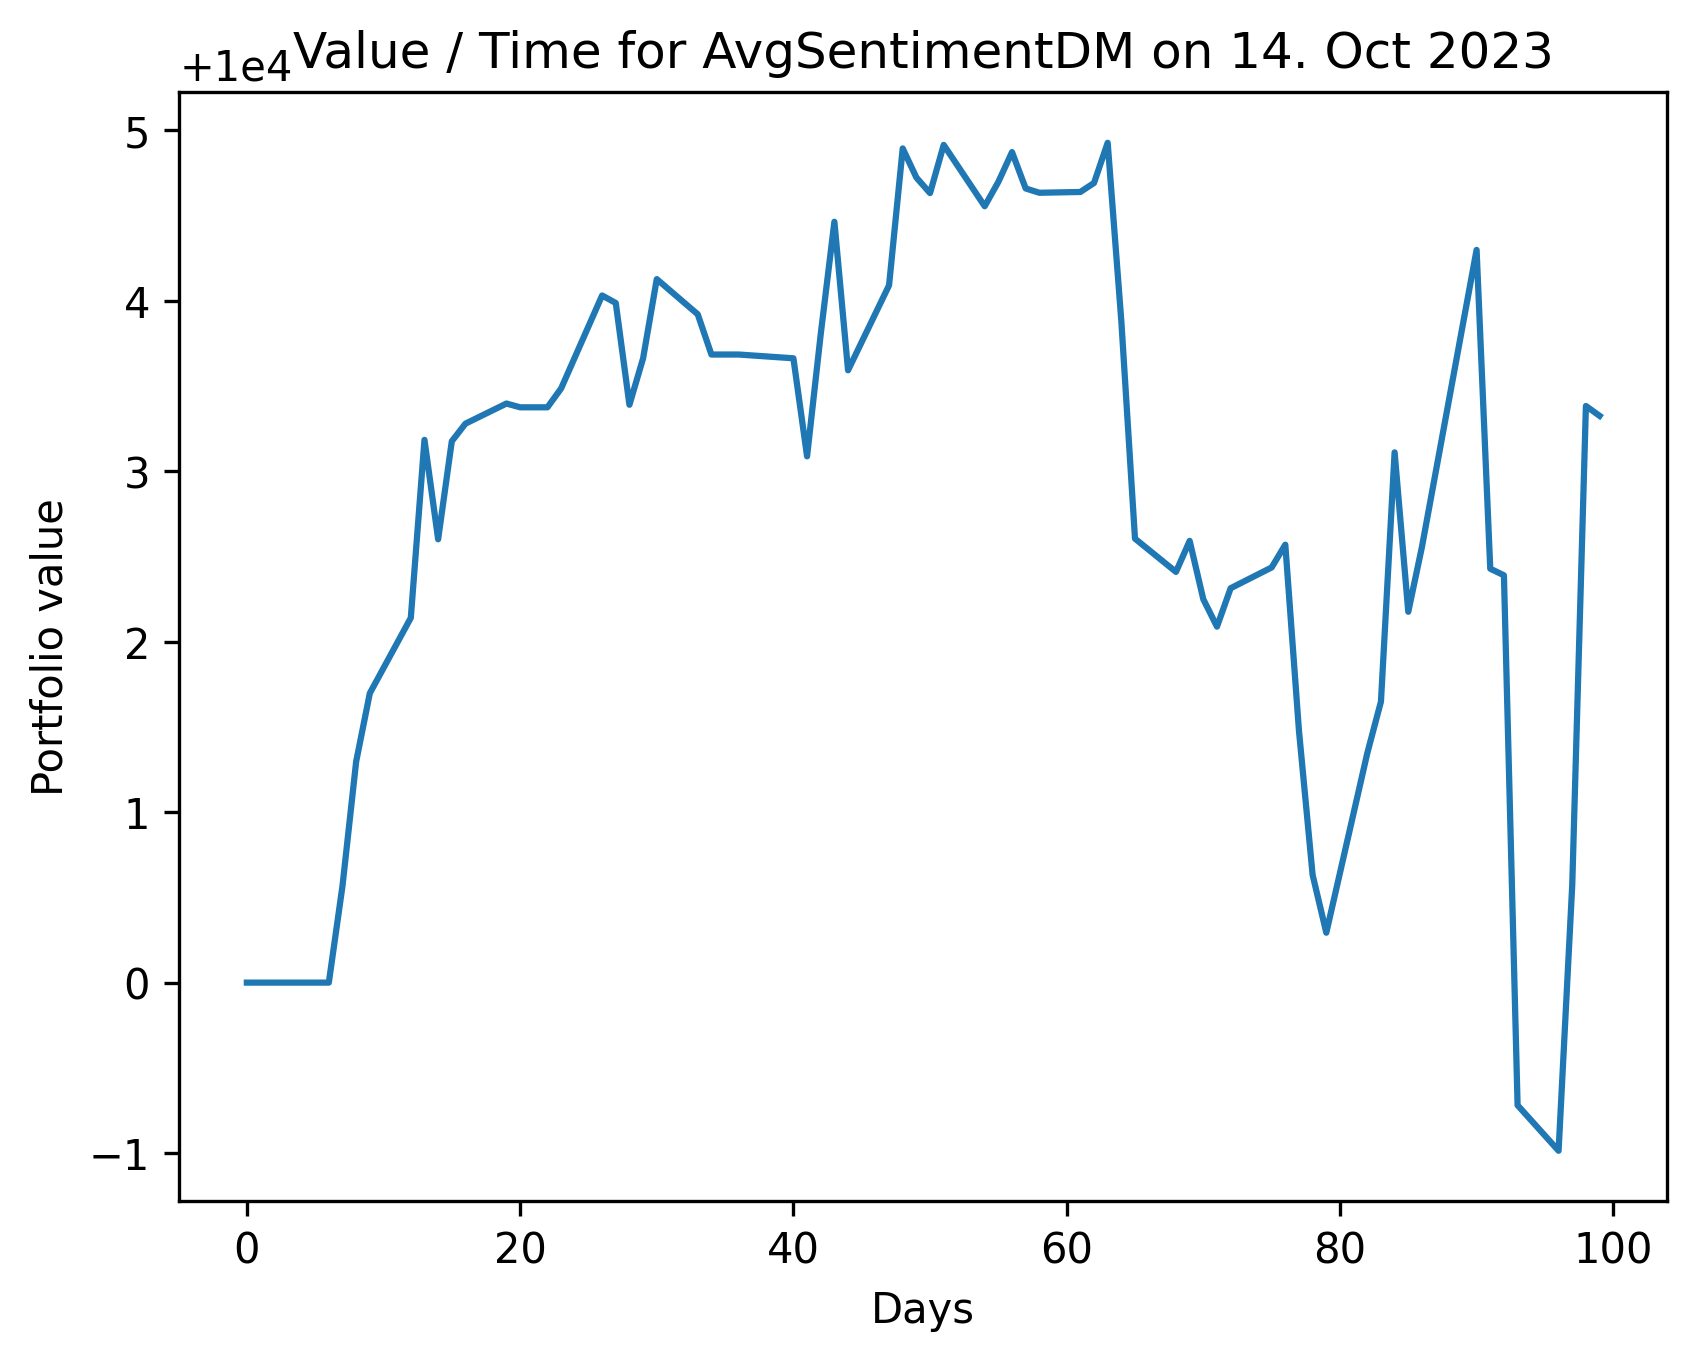 Value / Time for AvgSentimentDM on 14. Oct 2023
+1e4
5
4
3
2
1
0
−1
Portfolio value
0 20 40 60 80 100
Days